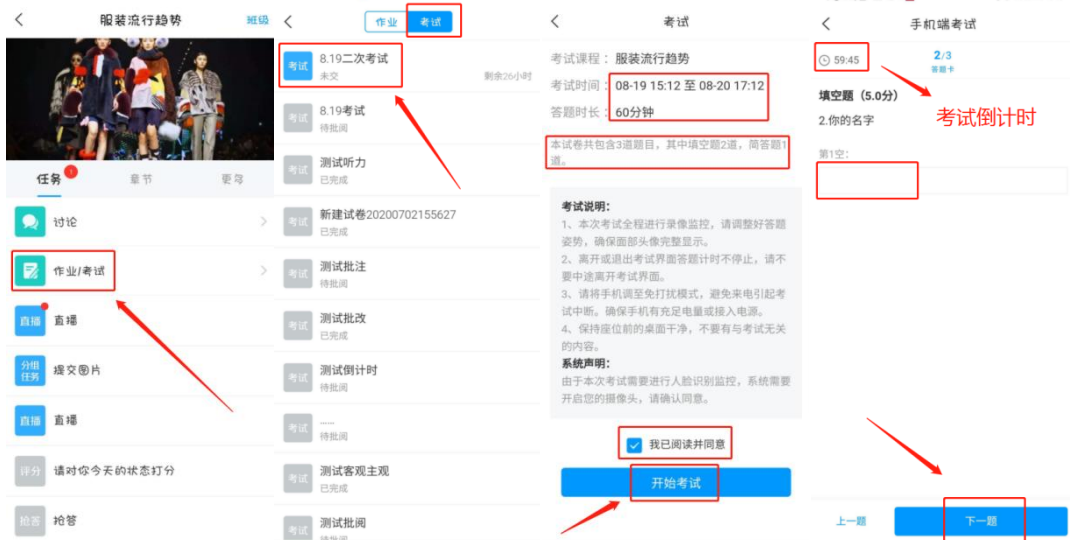 服装流行趋势
班级
任务
1
章节
更多
讨论
作业/考试
直播
直播
分组
任务
提交图片
直播
直播
评分
请对你今天的状态打分
抢答
抢答
作业
考试
考试
8.19二次考试
未交
剩余26小时
考试
8.19考试
待批阅
考试
测试听力
已完成
考试
新建试卷20200702155627
已完成
考试
测试批注
待批阅
考试
测试批改
已完成
考试
测试倒计时
待批阅
考试
......
待批阅
考试
测试客观主观
已完成
考试
测试批阅
待批阅
考试
考试课程：服装流行趋势
考试时间：08-19 15:12 至 08-20 17:12
答题时长：60分钟
本试卷共包含3道题目，其中填空题2道，简答题1
道。
考试说明：
1、本次考试全程进行录像监控，请调整好答题
姿势，确保面部头像完整显示。
2、离开或退出考试界面答题计时不停止，请不
要中途离开考试界面。
3、请将手机调至免打扰模式，避免来电引起考
试中断。确保手机有充足电量或接入电源。
4、保持座位前的桌面干净，不要有与考试无关
的内容。
系统声明：
由于本次考试需要进行人脸识别监控，系统需要
开启您的摄像头，请确认同意。
我已阅读并同意
开始考试
手机端考试
59:45
2/3
答题卡
填空题（5.0分）
考试倒计时
2.你的名字
第1空：
上一题
下一题